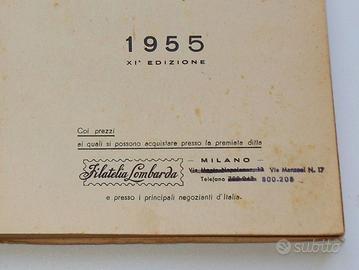 1955
XIª EDIZIONE
Coi prezzi
ai quali si possono acquistare presso la premiata ditta
Filatelia Lombarda
— MILANO —
Via Manzoni N. 17
Telefono 800.208
e presso i principali negozianti d'Italia.
subito